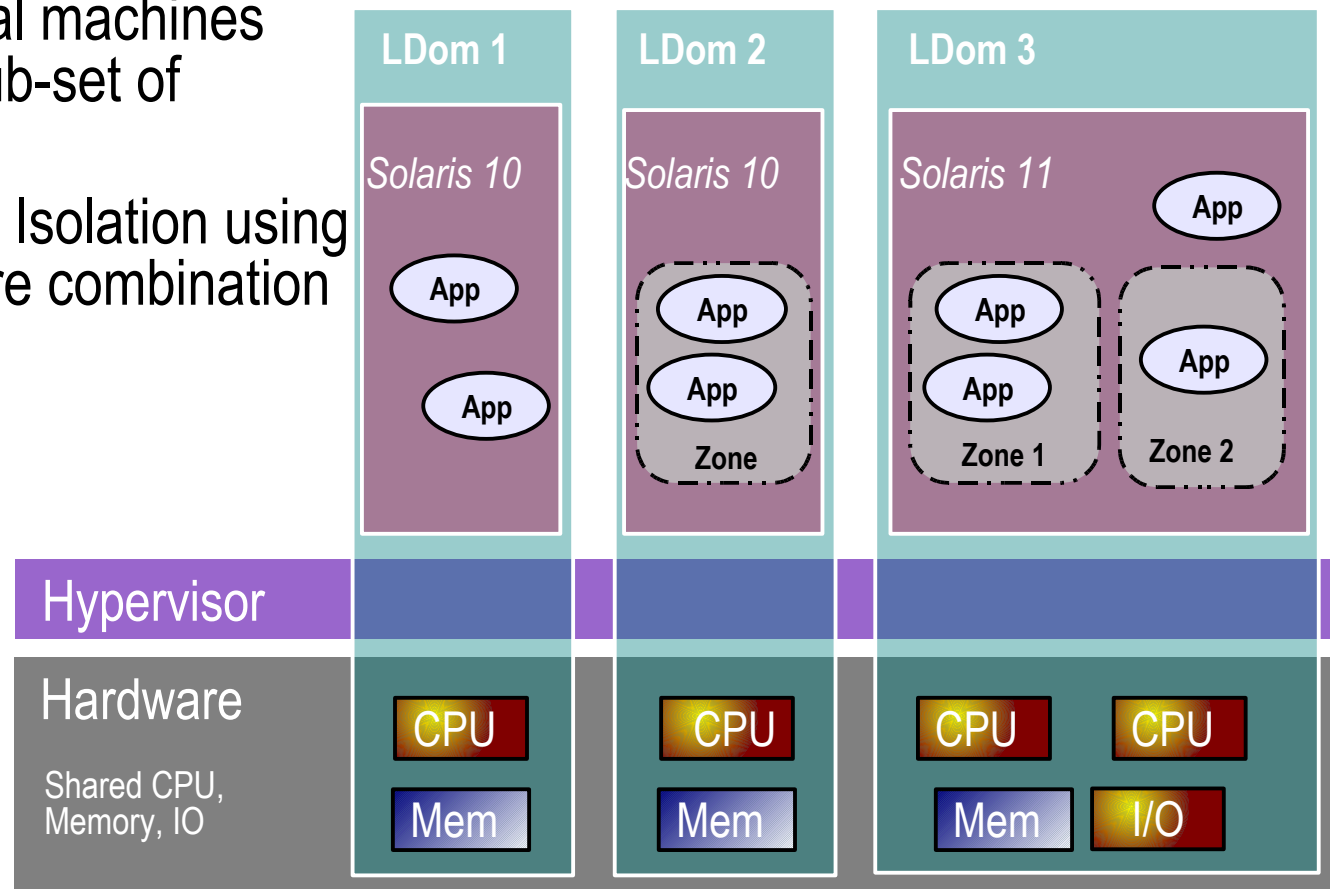 al machines
ub-set of
Isolation using
re combination
LDom 1
LDom 2
LDom 3
Solaris 10
Solaris 10
Solaris 11
App
App
App
App
Zone
App
App
App
Zone 1
App
Zone 2
Hypervisor
Hardware
Shared CPU,
Memory, IO
CPU
Mem
CPU
Mem
CPU
CPU
Mem
I/O